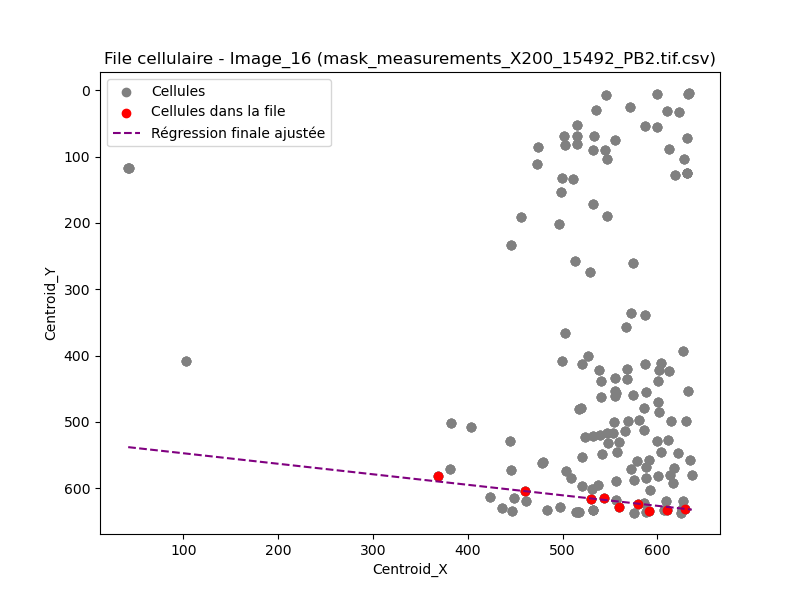 File cellulaire - Image_16 (mask_measurements_X200_15492_PB2.tif.csv)
Cellules
Cellules dans la file
Régression finale ajustée
0
100
200
300
400
500
600
Centroid_Y
100
200
300
400
500
600
Centroid_X